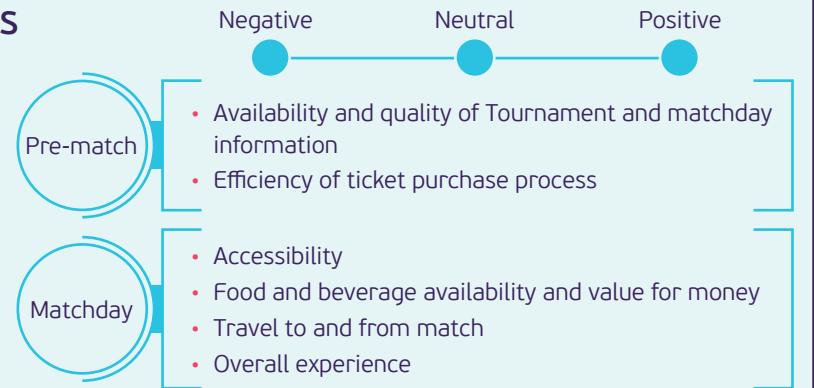 s
Negative Neutral Positive
Pre-match
• Availability and quality of Tournament and matchday
information
• Efficiency of ticket purchase process
Matchday
• Accessibility
• Food and beverage availability and value for money
• Travel to and from match
• Overall experience